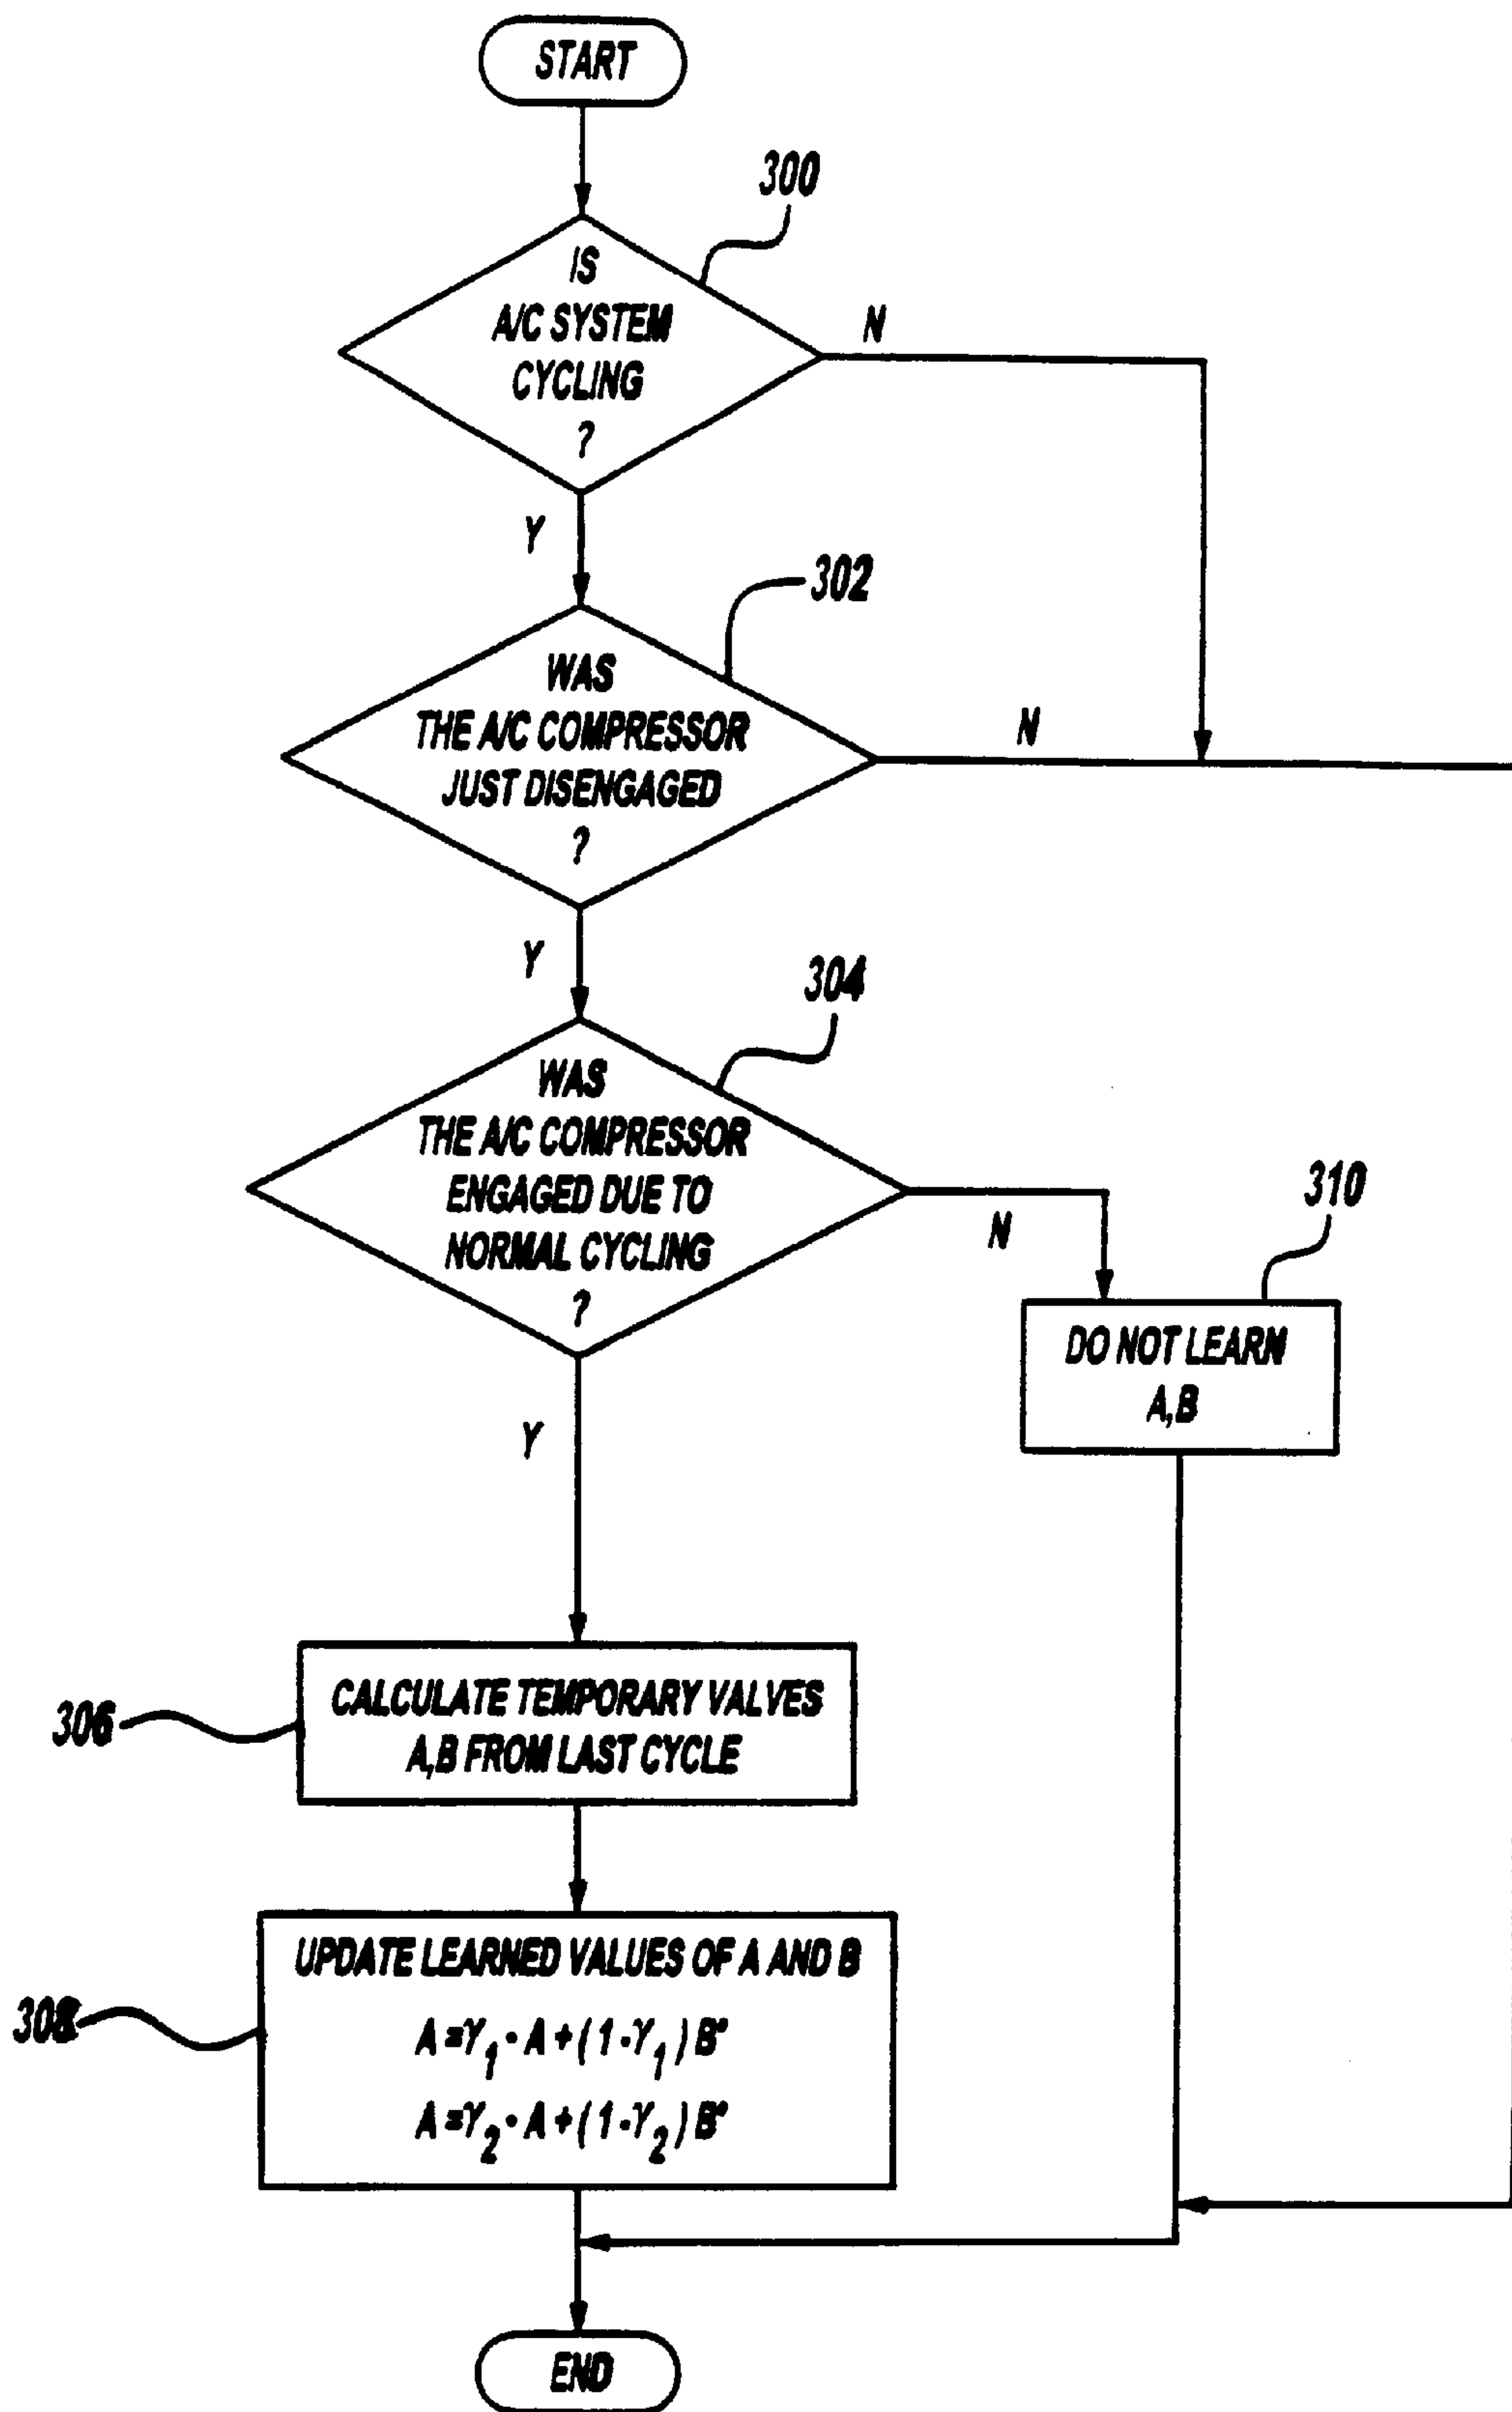 START
300
IS
A/C SYSTEM
CYCLING
?
N
Y
302
WAS
THE A/C COMPRESSOR
JUST DISENGAGED
?
N
Y
304
WAS
THE A/C COMPRESSOR
ENGAGED DUE TO
NORMAL CYCLING
?
N
310
DO NOT LEARN
A,B
Y
306
CALCULATE TEMPORARY VALVES
A,B FROM LAST CYCLE
308
UPDATE LEARNED VALUES OF A AND B
A=γ₁·A+(1-γ₁)B*
A=γ₂·A+(1-γ₂)B*
END